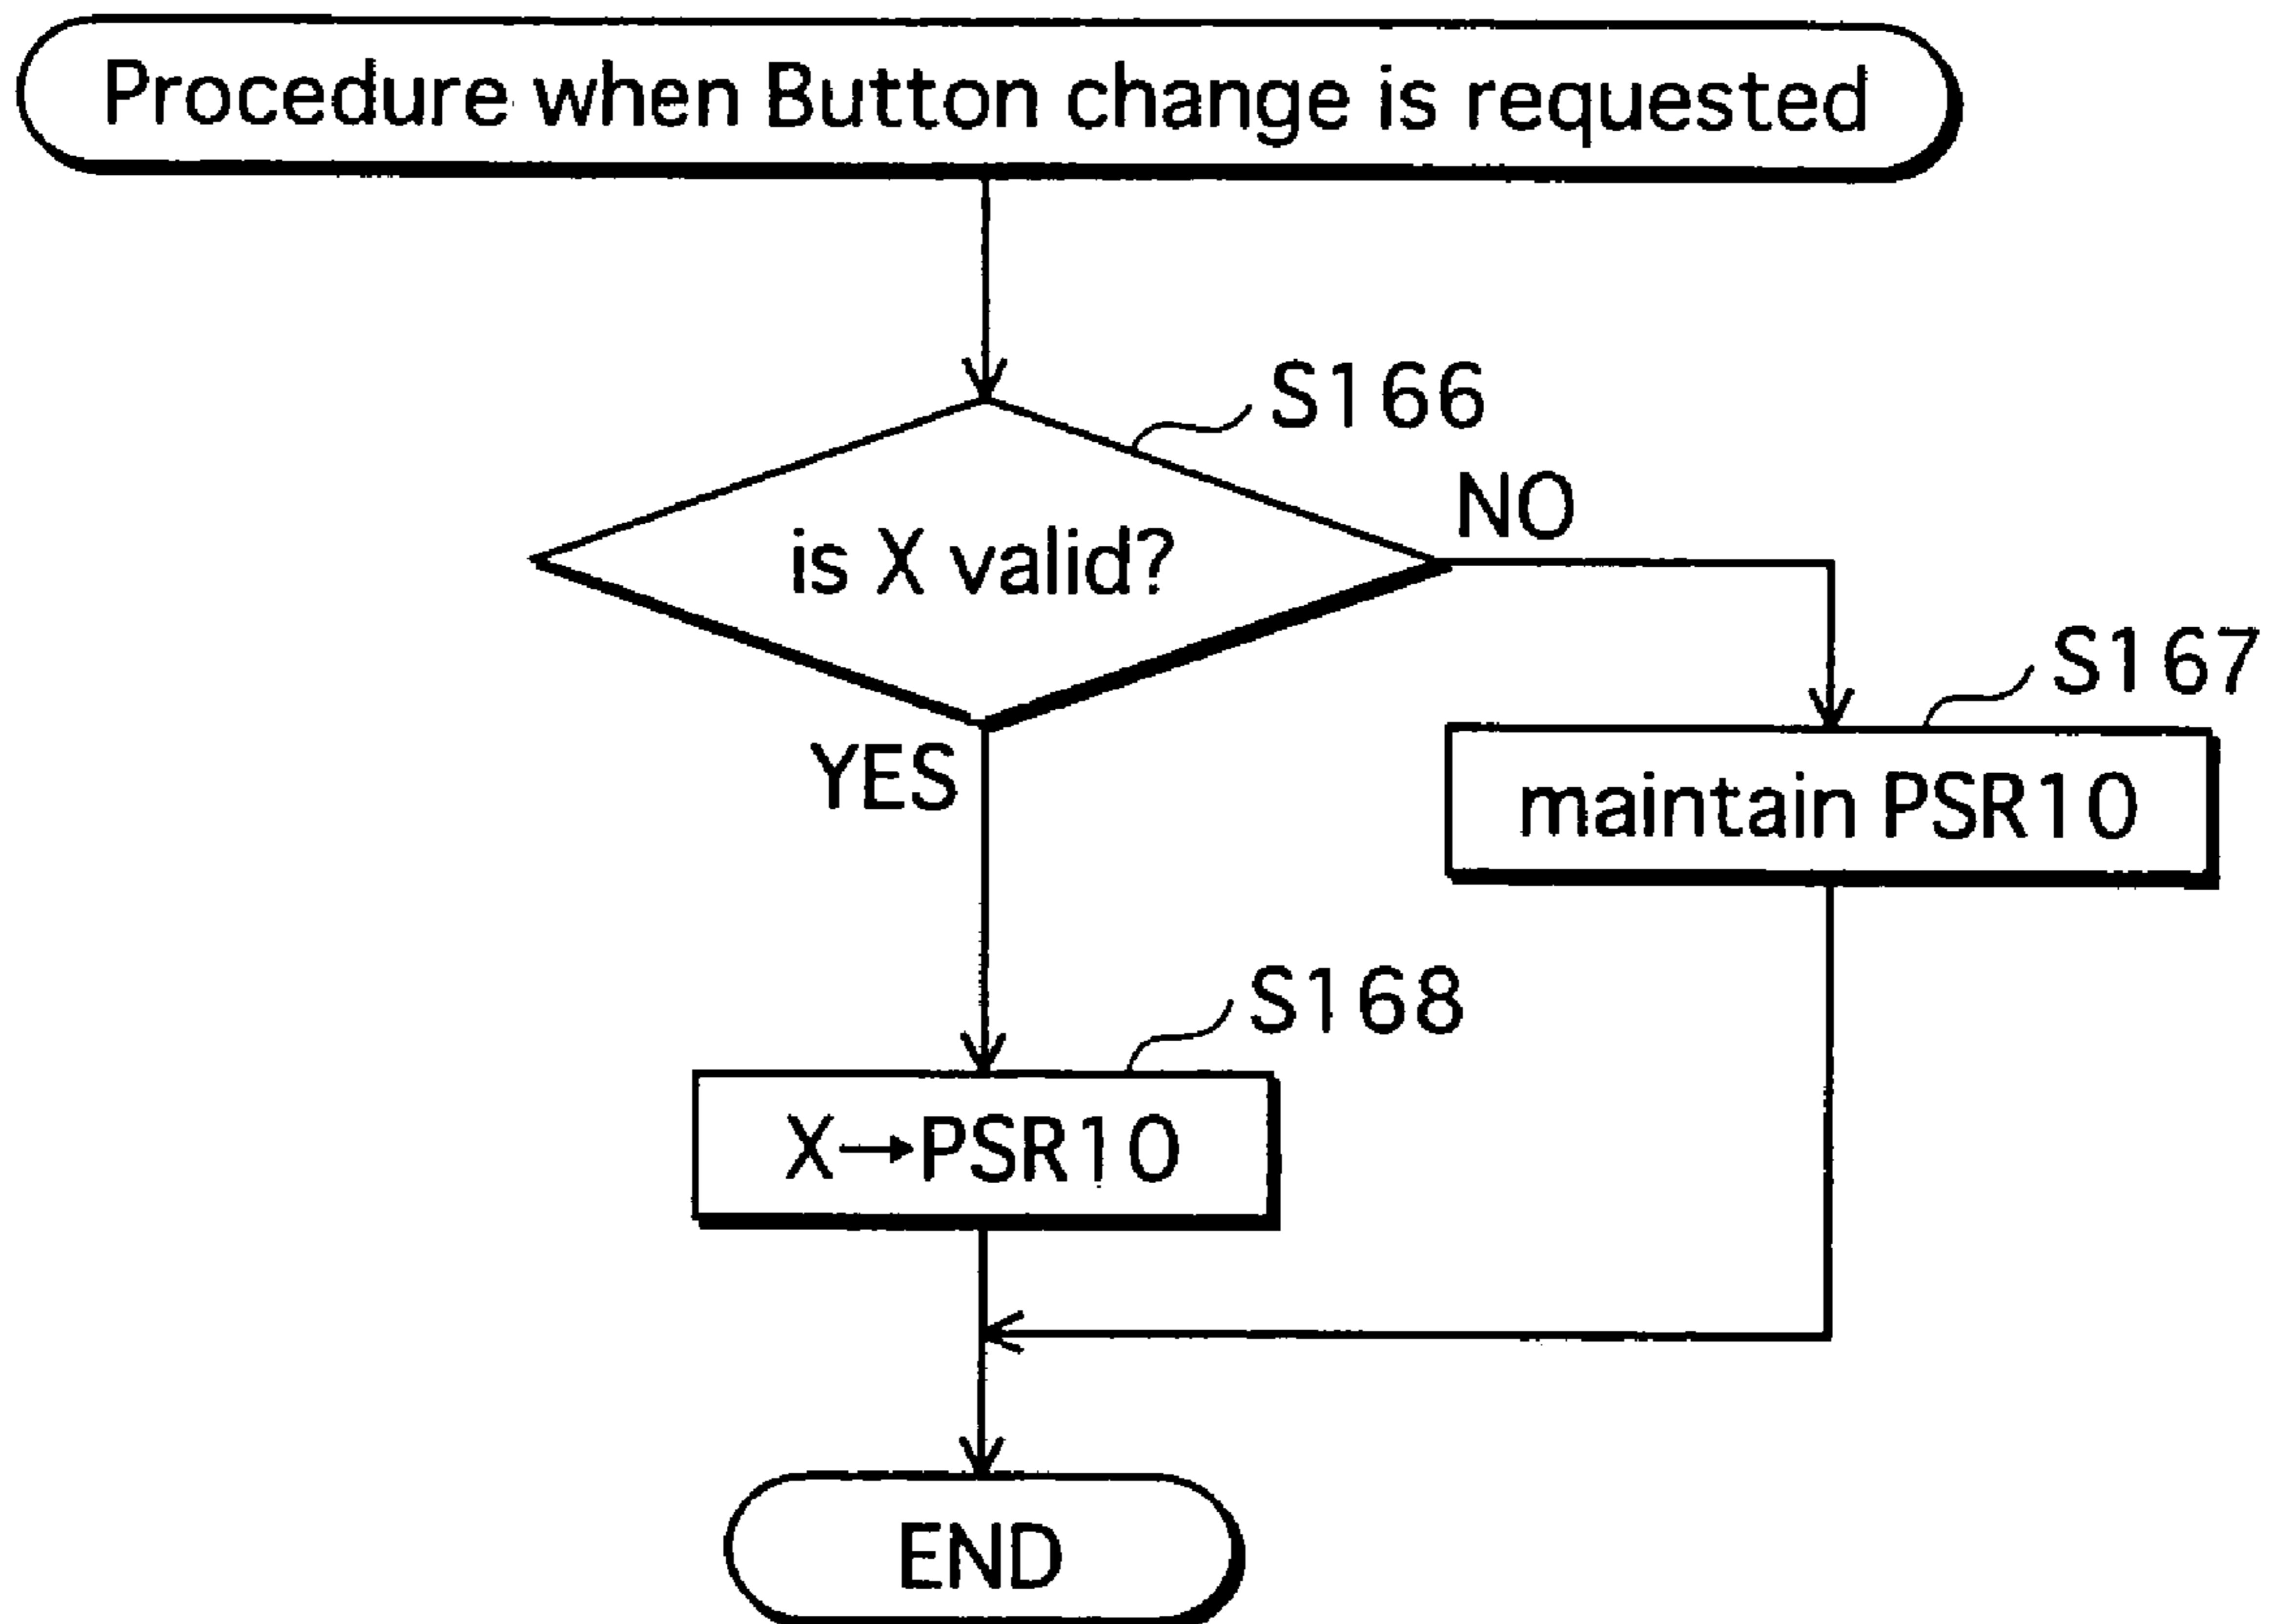 Procedure when Button change is requested
S166
is X valid?
NO
YES
S167
maintain PSR10
S168
X→PSR10
END